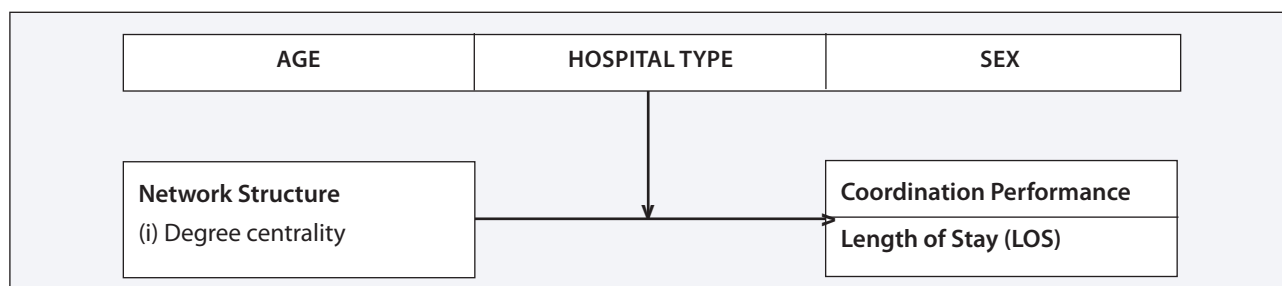 AGE HOSPITAL TYPE SEX
Network Structure
(i) Degree centrality
Coordination Performance
Length of Stay (LOS)